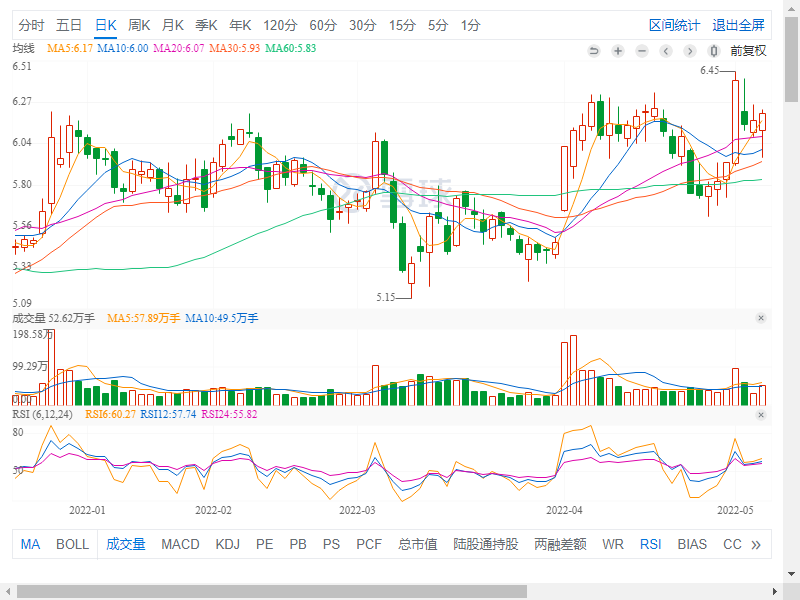 分时 五日 日K 周K 月K 季K 年K 120分 60分 30分 15分 5分 1分 区间统计 退出全屏
均线 MA5:6.17 MA10:6.00 MA20:6.07 MA30:5.93 MA60:5.83 前复权
6.51
6.45
6.27
6.04
5.80
5.56
5.33
5.15
5.09
成交量 52.62万手 MA5:57.89万手 MA10:49.5万手
198.58万
99.29万
RSI (6,12,24) RSI6:60.27 RSI12:57.74 RSI24:55.82
80
50
2022-01 2022-02 2022-03 2022-04 2022-05
MA BOLL 成交量 MACD KDJ PE PB PS PCF 总市值 陆股通持股 两融差额 WR RSI BIAS CC »